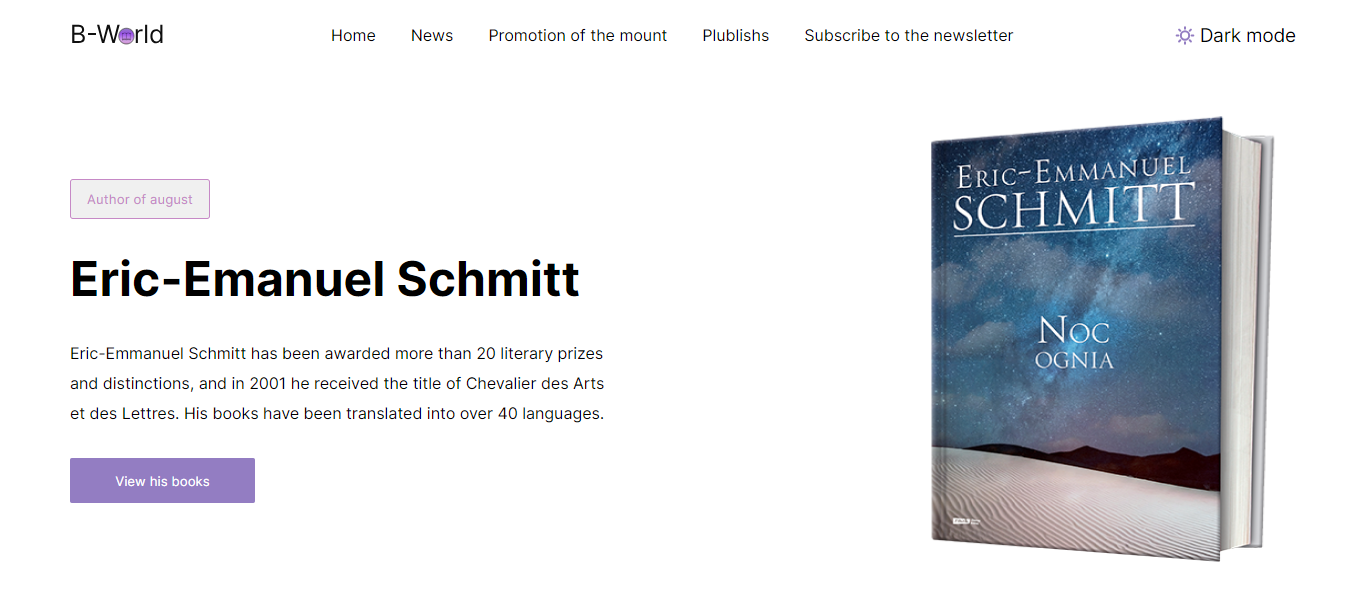 B-World
Home
News
Promotion of the mount
Plublishs
Subscribe to the newsletter
Dark mode
Author of august
Eric-Emanuel Schmitt
Eric-Emmanuel Schmitt has been awarded more than 20 literary prizes
and distinctions, and in 2001 he received the title of Chevalier des Arts
et des Lettres. His books have been translated into over 40 languages.
View his books
Eric-Emmanuel
SCHMITT
Noc
OGNIA